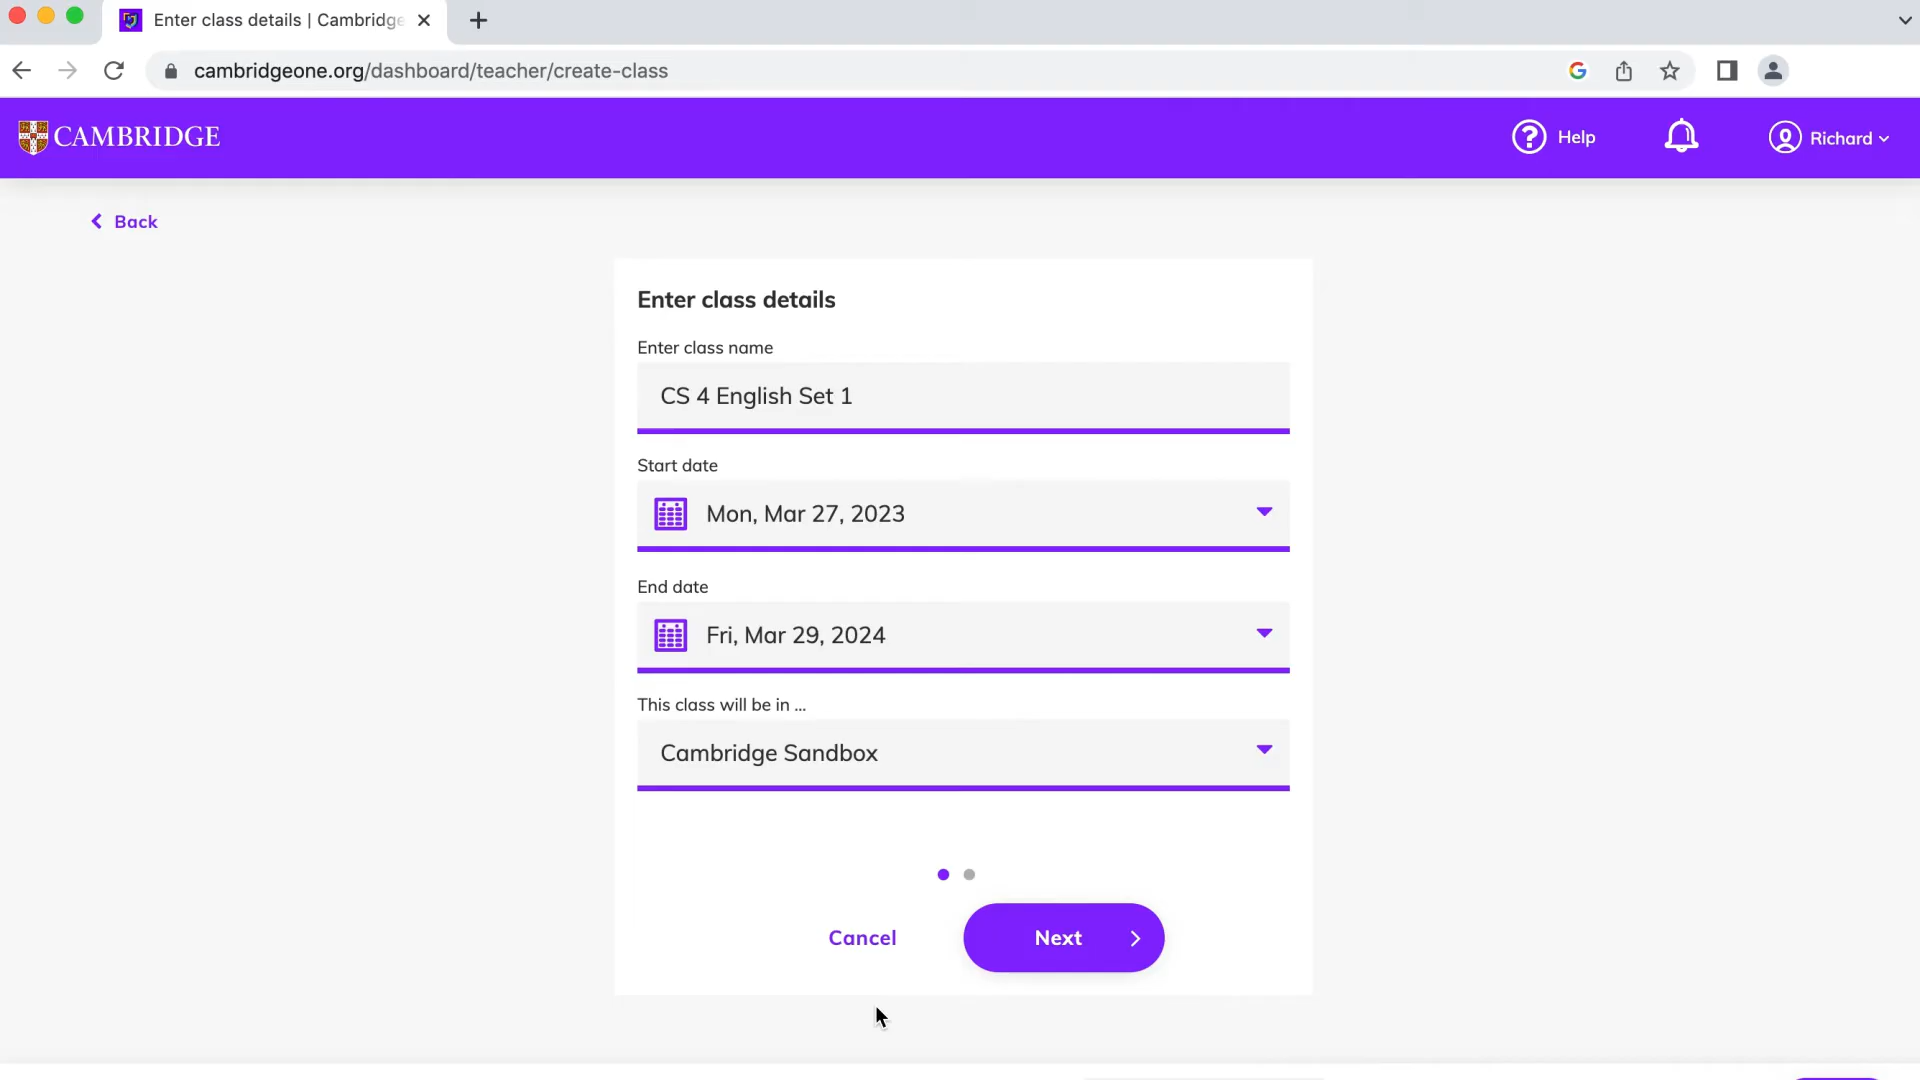 Enter class details | Cambridge
cambridgeone.org/dashboard/teacher/create-class
CAMBRIDGE
Help
Richard
Back
Enter class details
Enter class name
CS 4 English Set 1
Start date
Mon, Mar 27, 2023
End date
Fri, Mar 29, 2024
This class will be in ...
Cambridge Sandbox
Cancel
Next